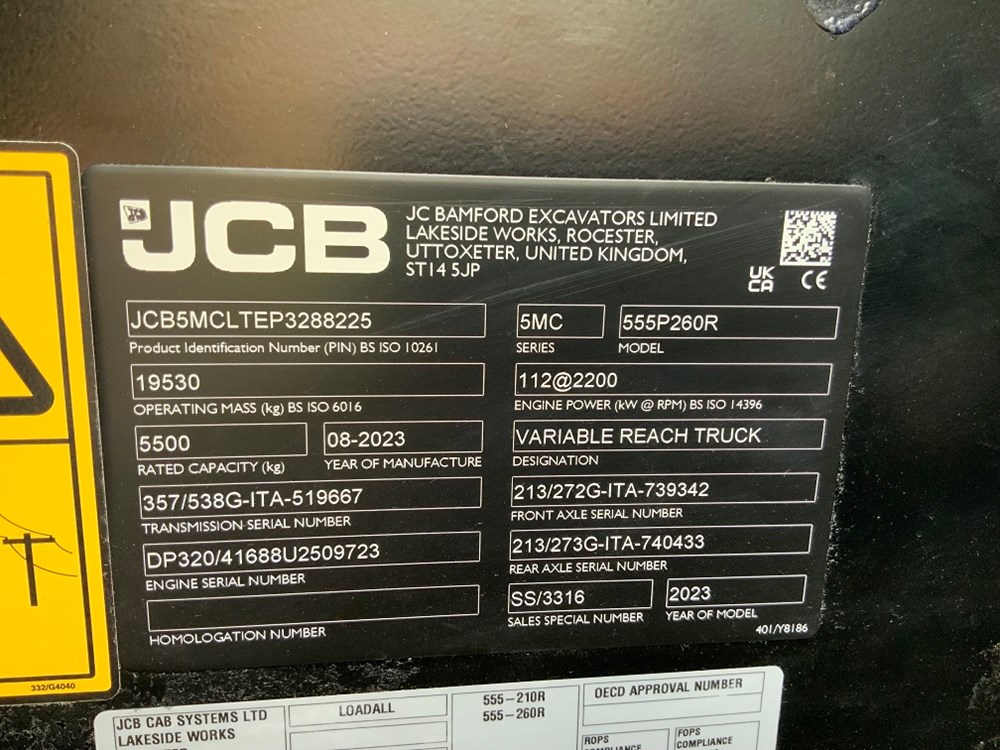 JCB
JC BAMFORD EXCAVATORS LIMITED
LAKESIDE WORKS, ROCESTER,
UTTOXETER, UNITED KINGDOM,
ST14 5JP
UK
CA
CE
JCB5MCLTEP3288225
Product Identification Number (PIN) BS ISO 10261
5MC
SERIES
555P260R
MODEL
19530
OPERATING MASS (kg) BS ISO 6016
112@2200
ENGINE POWER (kW @ RPM) BS ISO 14396
5500
RATED CAPACITY (kg)
08-2023
YEAR OF MANUFACTURE
VARIABLE REACH TRUCK
DESIGNATION
357/538G-ITA-519667
TRANSMISSION SERIAL NUMBER
213/272G-ITA-739342
FRONT AXLE SERIAL NUMBER
DP320/41688U2509723
ENGINE SERIAL NUMBER
213/273G-ITA-740433
REAR AXLE SERIAL NUMBER
HOMOLOGATION NUMBER
SS/3316
SALES SPECIAL NUMBER
2023
YEAR OF MODEL
401/Y8186
332/G4040
JCB CAB SYSTEMS LTD
LAKESIDE WORKS
LOADALL
555-210R
555-260R
OECD APPROVAL NUMBER
ROPS
FOPS
COMPLIANCE